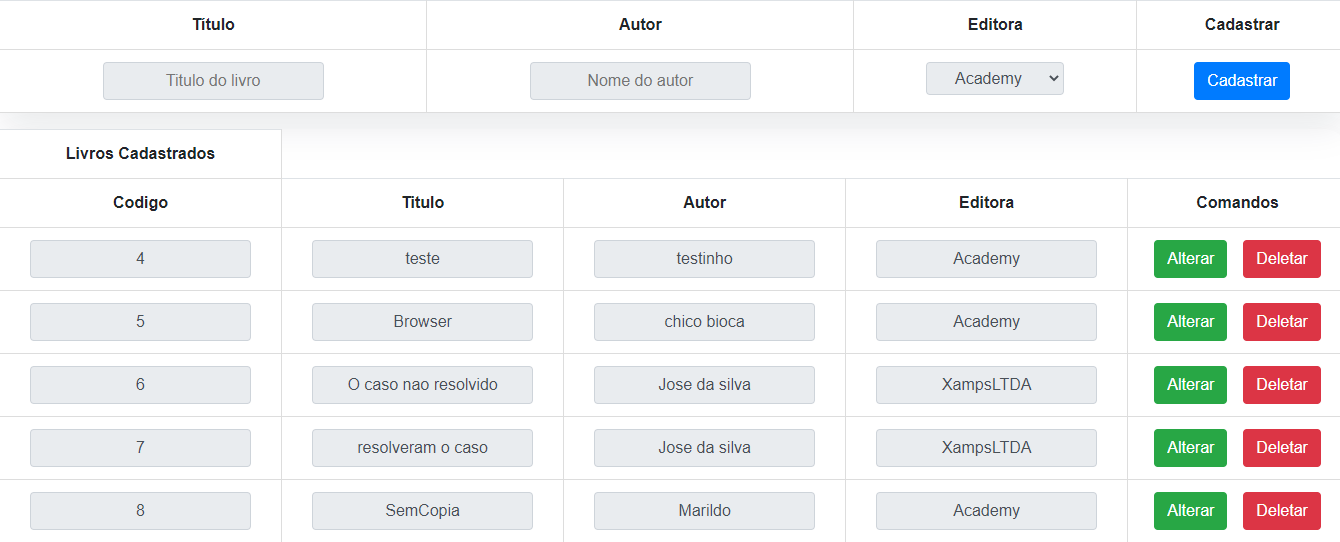 Título Autor Editora Cadastrar
Titulo do livro Nome do autor Academy Cadastrar
Livros Cadastrados
Codigo Titulo Autor Editora Comandos
4 teste testinho Academy Alterar Deletar
5 Browser chico bioca Academy Alterar Deletar
6 O caso nao resolvido Jose da silva XampsLTDA Alterar Deletar
7 resolveram o caso Jose da silva XampsLTDA Alterar Deletar
8 SemCopia Marildo Academy Alterar Deletar